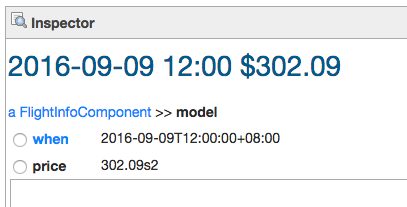 Inspector
2016-09-09 12:00 $302.09
a FlightInfoComponent >> model
when 2016-09-09T12:00:00+08:00
price 302.09s2